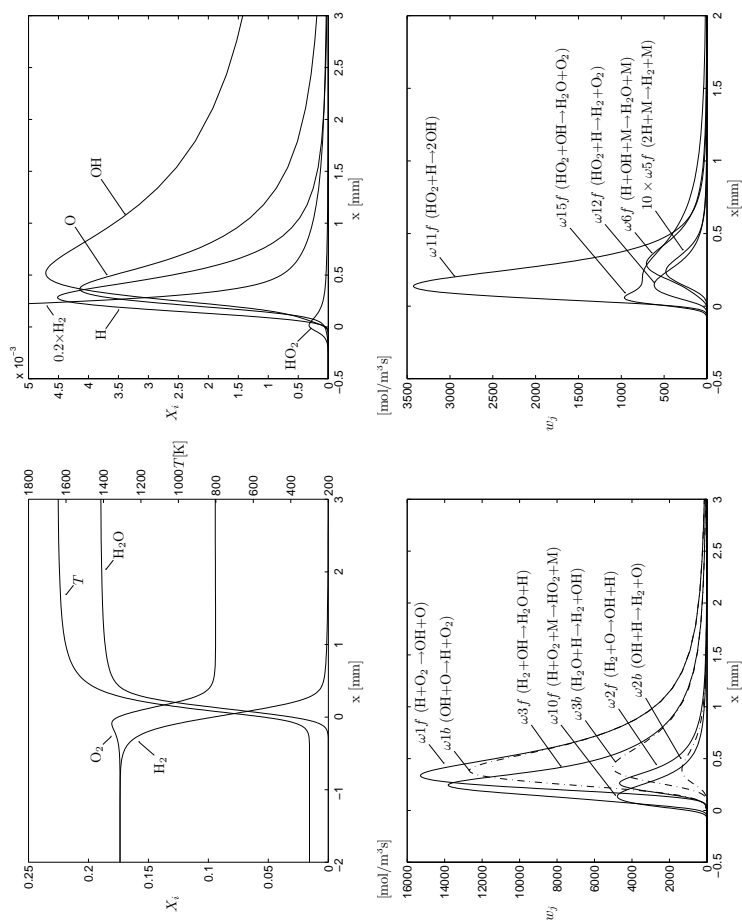 0.25
0.2
0.15
0.1
0.05
0
X_i
−2
−1
0
1
2
3
x [mm]
1800
1600
1400
1200
1000
800
600
400
200
T[K]
O₂
H₂
T
H₂O
x 10⁻³
5
4.5
4
3.5
3
2.5
2
1.5
1
0.5
0
X_i
−0.5
0
0.5
1
1.5
2
2.5
3
x [mm]
0.2×H₂
H
HO₂
O
OH
[mol/m³s]
16000
14000
12000
10000
8000
6000
4000
2000
0
w_j
−0.5
0
0.5
1
1.5
2
2.5
3
x [mm]
ω1f (H+O₂→OH+O)
ω1b (OH+O→H+O₂)
ω3f (H₂+OH→H₂O+H)
ω10f (H+O₂+M→HO₂+M)
ω3b (H₂O+H→H₂+OH)
ω2f (H₂+O→OH+H)
ω2b (OH+H→H₂+O)
[mol/m³s]
3500
3000
2500
2000
1500
1000
500
0
w_j
−0.5
0
0.5
1
1.5
2
x[mm]
ω11f (HO₂+H→2OH)
ω15f (HO₂+OH→H₂O+O₂)
ω12f (HO₂+H→H₂+O₂)
ω6f (H+OH+M→H₂O+M)
10 × ω5f (2H+M→H₂+M)